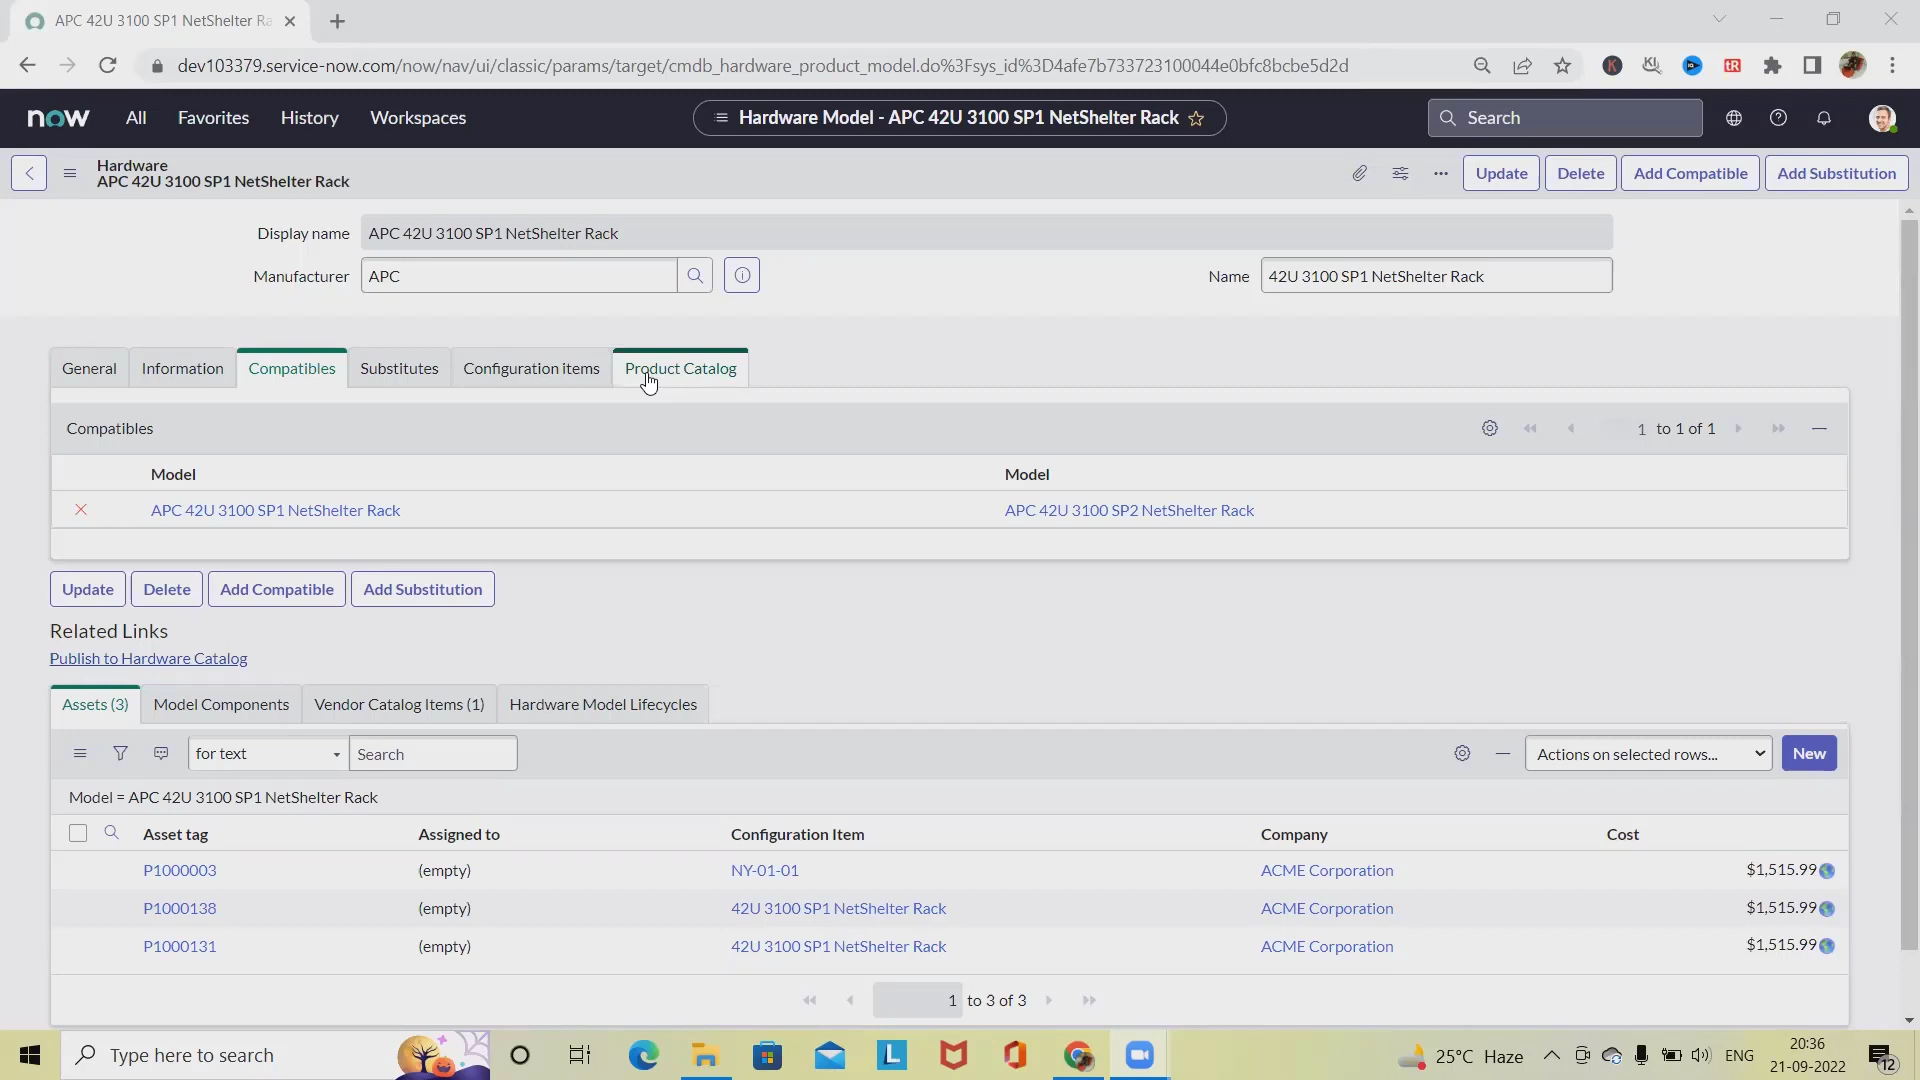 APC 42U 3100 SP1 NetShelter Ra
dev103379.service-now.com/now/nav/ui/classic/params/target/cmdb_hardware_product_model.do%3Fsys_id%3D4afe7b733723100044e0bfc8bcbe5d2d
now All Favorites History Workspaces Hardware Model - APC 42U 3100 SP1 NetShelter Rack Search
Hardware
APC 42U 3100 SP1 NetShelter Rack
Update Delete Add Compatible Add Substitution
Display name APC 42U 3100 SP1 NetShelter Rack
Manufacturer APC Name 42U 3100 SP1 NetShelter Rack
General Information Compatibles Substitutes Configuration items Product Catalog
Compatibles 1 to 1 of 1
Model Model
APC 42U 3100 SP1 NetShelter Rack APC 42U 3100 SP2 NetShelter Rack
Update Delete Add Compatible Add Substitution
Related Links
Publish to Hardware Catalog
Assets (3) Model Components Vendor Catalog Items (1) Hardware Model Lifecycles
for text Search Actions on selected rows... New
Model = APC 42U 3100 SP1 NetShelter Rack
Asset tag Assigned to Configuration Item Company Cost
P1000003 (empty) NY-01-01 ACME Corporation $1,515.99
P1000138 (empty) 42U 3100 SP1 NetShelter Rack ACME Corporation $1,515.99
P1000131 (empty) 42U 3100 SP1 NetShelter Rack ACME Corporation $1,515.99
1 to 3 of 3
Type here to search 25°C Haze ENG 20:36
21-09-2022 12